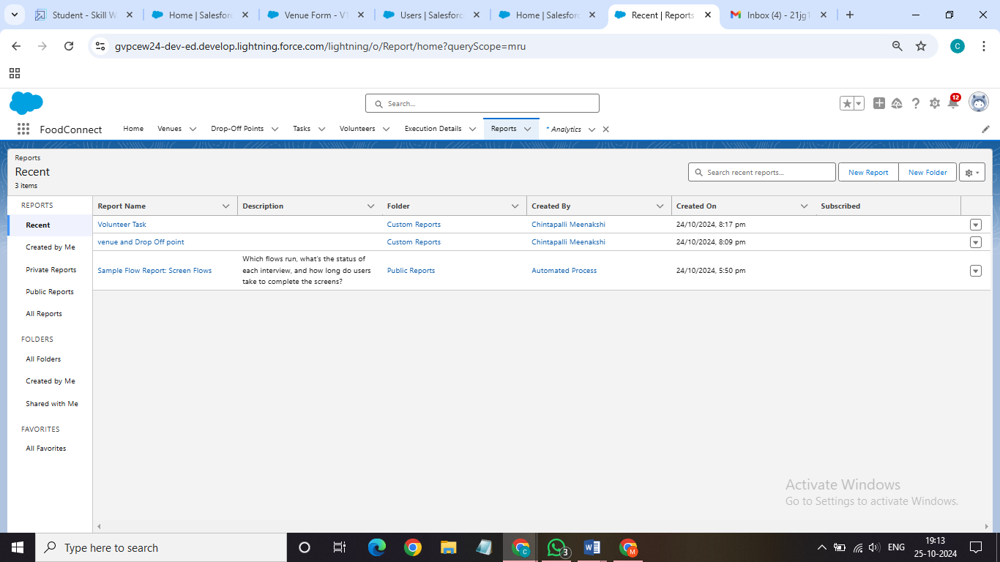 Student - Skill W
Home | Salesforc
Venue Form - V1
Users | Salesforc
Home | Salesforc
Recent | Reports
Inbox (4) - 21jg1
gvpcew24-dev-ed.develop.lightning.force.com/lightning/o/Report/home?queryScope=mru
C
Search...
12
FoodConnect
Home
Venues
Drop-Off Points
Tasks
Volunteers
Execution Details
Reports
* Analytics
Reports
Recent
3 items
Search recent reports...
New Report
New Folder
REPORTS
Recent
Created by Me
Private Reports
Public Reports
All Reports
FOLDERS
All Folders
Created by Me
Shared with Me
FAVORITES
All Favorites
Report Name Description Folder Created By Created On Subscribed
Volunteer Task Custom Reports Chintapalli Meenakshi 24/10/2024, 8:17 pm
venue and Drop Off point Custom Reports Chintapalli Meenakshi 24/10/2024, 8:09 pm
Which flows run, what's the status of
Sample Flow Report: Screen Flows each interview, and how long do users Public Reports Automated Process 24/10/2024, 5:50 pm
take to complete the screens?
Activate Windows
Go to Settings to activate Windows.
Type here to search
C
3
W
M
ENG
19:13
25-10-2024